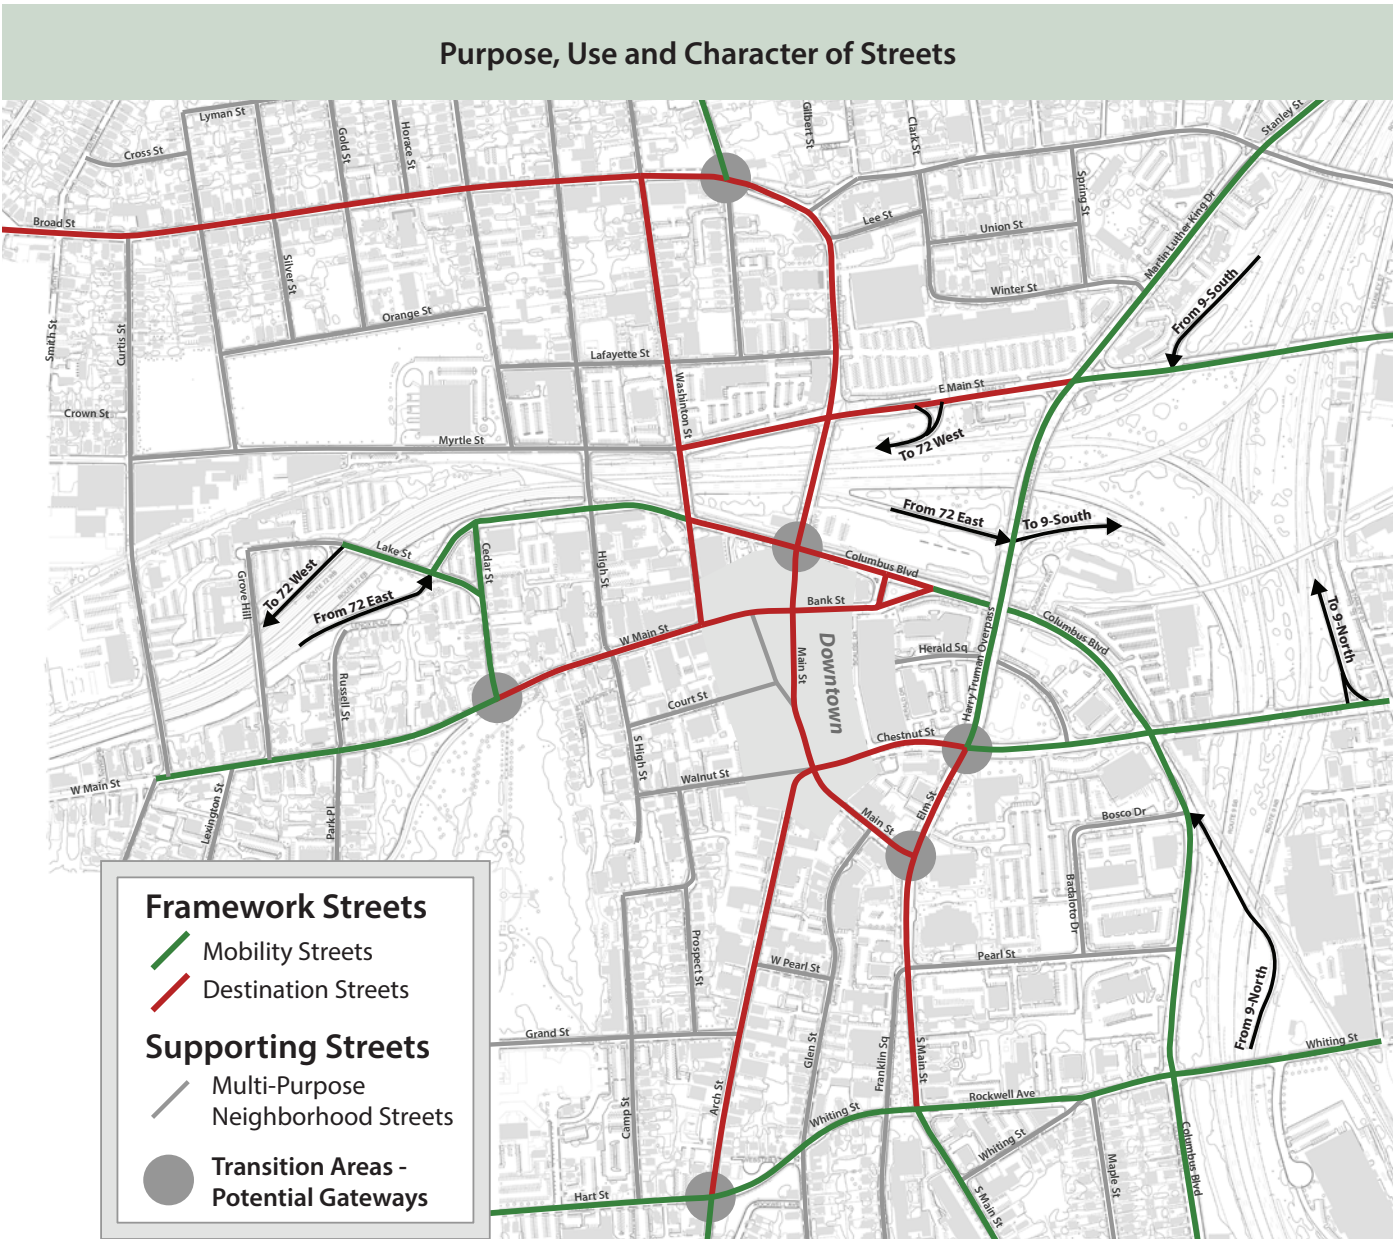 Purpose, Use and Character of Streets
Lyman St
Cross St
Gold St
Horace St
Gilbert St
Clark St
Stanley St
Broad St
Lee St
Spring St
Union St
Martin Luther King Dr
Silver St
Winter St
From 9-South
Orange St
Smith St
Curtis St
Lafayette St
Washinton St
E Main St
Crown St
Myrtle St
To 72 West
From 72 East
To 9-South
Lake St
Cedar St
High St
Columbus Blvd
Grove Hill
To 72 West
From 72 East
Bank St
W Main St
Main St
Downtown
Herald Sq
Harry Truman Overpass
Columbus Blvd
To 9-North
Russell St
Court St
Chestnut St
S High St
Walnut St
W Main St
Lexington St
Park Pl
Main St
Elm St
Bosco Dr
Badaloto Dr
Prospect St
W Pearl St
Pearl St
From 9-North
Grand St
Glen St
Franklin Sq
S Main St
Whiting St
Arch St
Camp St
Whiting St
Rockwell Ave
Whiting St
Maple St
Columbus Blvd
Hart St
S Main St
Framework Streets
Mobility Streets
Destination Streets
Supporting Streets
Multi-Purpose
Neighborhood Streets
Transition Areas -
Potential Gateways